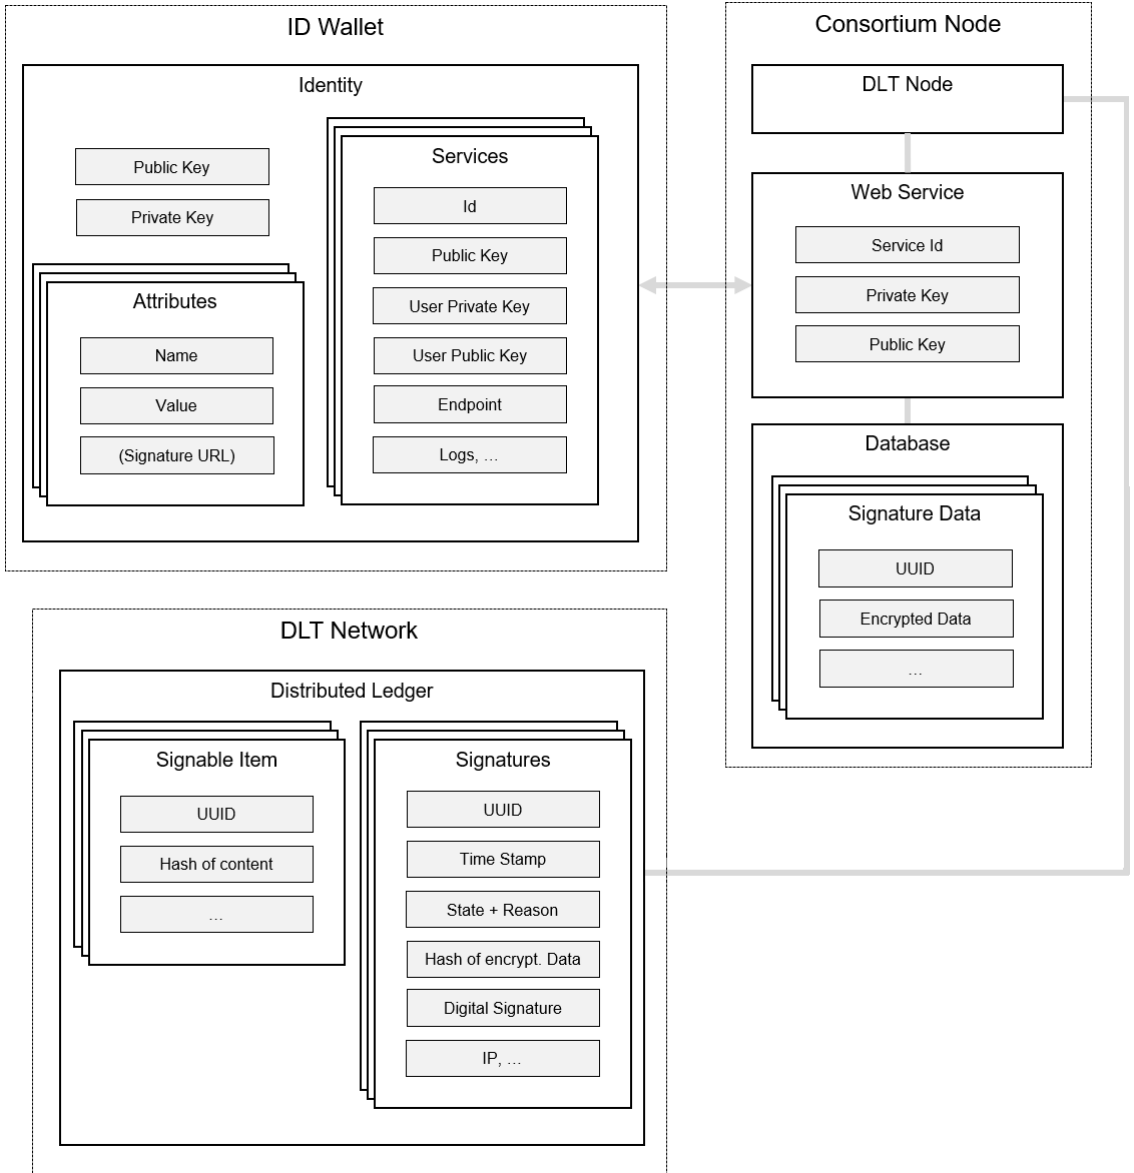 ID Wallet
Identity
Public Key
Private Key
Attributes
Name
Value
(Signature URL)
Services
Id
Public Key
User Private Key
User Public Key
Endpoint
Logs, …
Consortium Node
DLT Node
Web Service
Service Id
Private Key
Public Key
Database
Signature Data
UUID
Encrypted Data
…
DLT Network
Distributed Ledger
Signable Item
UUID
Hash of content
…
Signatures
UUID
Time Stamp
State + Reason
Hash of encrypt. Data
Digital Signature
IP, …